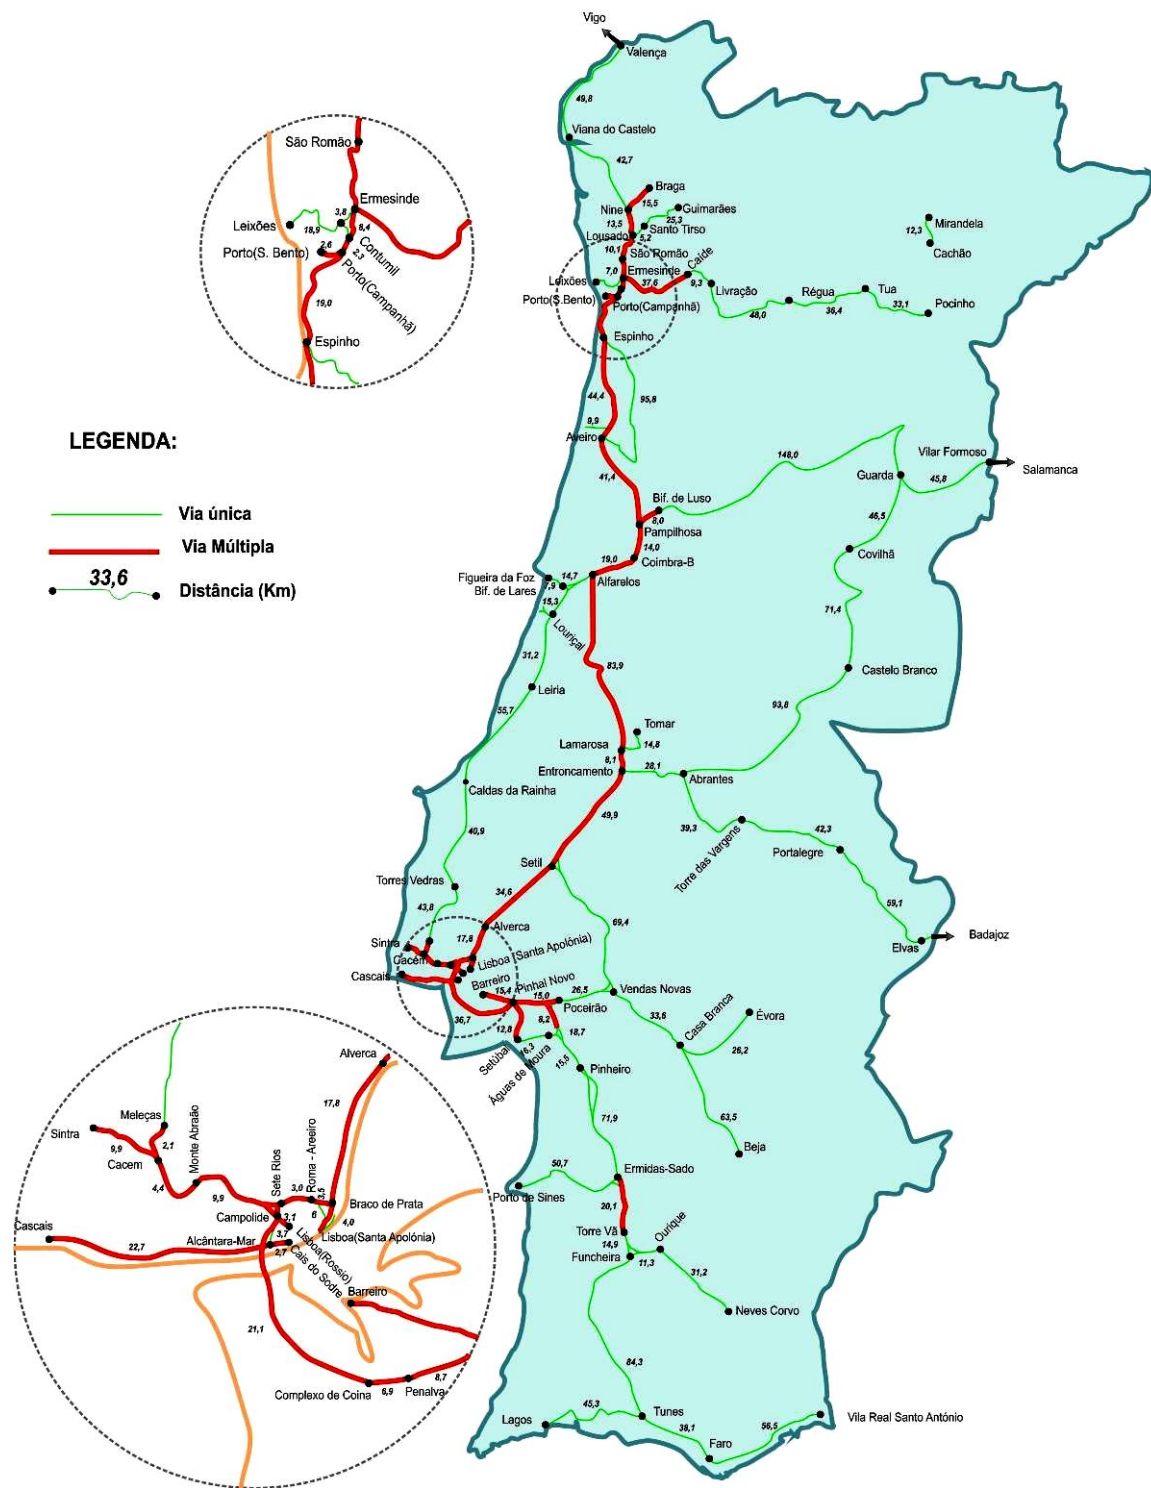 Vigo
Valença
49,8
Viana do Castelo
42,7
Braga
15,5
Nine
Guimarães
25,3
13,5
Santo Tirso
Lousado
5,2
10,1
São Romão
Caíde
7,0
Ermesinde
Leixões
37,6
9,3
Livração
Porto(S.Bento)
Porto(Campanhã)
48,0
Régua
36,4
Tua
33,1
Pocinho
Mirandela
12,3
Cachão
Espinho
44,4
95,8
9,9
Aveiro
41,4
148,0
Vilar Formoso
Salamanca
Guarda
45,8
Bif. de Luso
8,0
Pampilhosa
46,5
14,0
Covilhã
19,0
Coimbra-B
Figueira da Foz
14,7
Alfarelos
7,9
Bif. de Lares
15,3
Louriçal
71,4
31,2
83,9
Castelo Branco
Leiria
55,7
93,8
Tomar
Lamarosa
14,8
8,1
Entroncamento
28,1
Abrantes
Caldas da Rainha
49,9
39,3
Torre das Vargens
42,3
40,9
Portalegre
Setil
Torres Vedras
34,6
59,1
43,8
69,4
Alverca
Elvas
Badajoz
17,8
Sintra
Lisboa (Santa Apolónia)
Cacém
Cascais
Barreiro
Pinhal Novo
15,4
15,0
26,5
Vendas Novas
Poceirão
36,7
8,2
33,6
Casa Branca
Évora
12,8
18,7
26,2
Setúbal
16,3
Águas de Moura
15,5
Pinheiro
71,9
63,5
Beja
50,7
Ermidas-Sado
Porto de Sines
20,1
Torre Vã
Ourique
14,9
Funcheira
11,3
31,2
Neves Corvo
84,3
45,3
Tunes
Lagos
38,1
56,5
Vila Real Santo António
Faro
São Romão
Ermesinde
3,8
Leixões
18,9
8,4
Contumil
Porto(S. Bento)
2,6
2,3
Porto(Campanhã)
19,0
Espinho
LEGENDA:
Via única
Via Múltipla
33,6
Distância (Km)
Alverca
17,8
Meleças
Sintra
2,1
Monte Abraão
9,9
Cacem
4,4
9,9
Sete Rios
Roma - Areeiro
3,0
3,5
Braco de Prata
Campolide
3,1
6
4,0
Cascais
Lisboa(Santa Apolónia)
Alcântara-Mar
3,7
Lisboa(Rossio)
22,7
2,7
Cais do Sodre
Barreiro
21,1
Complexo de Coina
6,9
Penalva
8,7